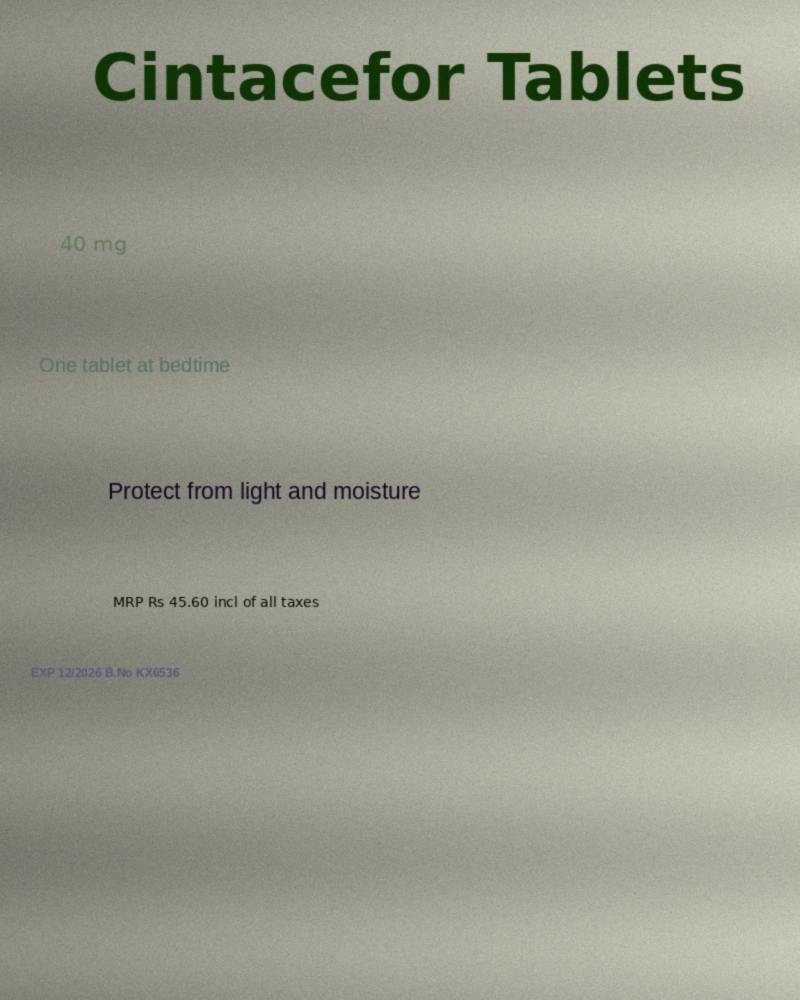 Cintacefor Tablets
40 mg
One tablet at bedtime
Protect from light and moisture
MRP Rs 45.60 incl of all taxes
EXP 12/2026 B.No KX6536